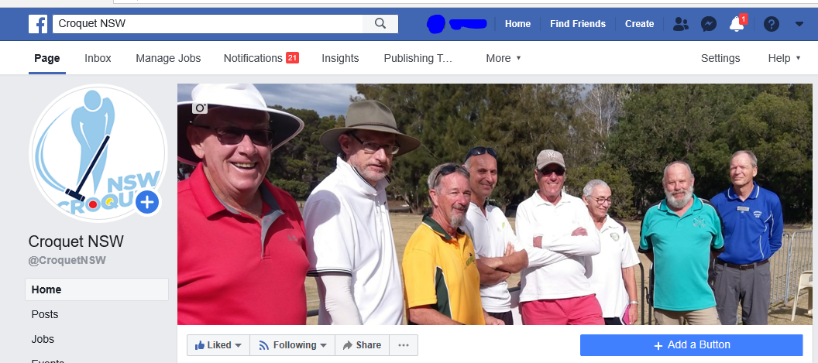 Croquet NSW
Home Find Friends Create 1
Page Inbox Manage Jobs Notifications 21 Insights Publishing T... More Settings Help
NSW
CROQUE
Croquet NSW
@CroquetNSW
Home
Posts
Jobs
Events
Liked Following Share ... + Add a Button